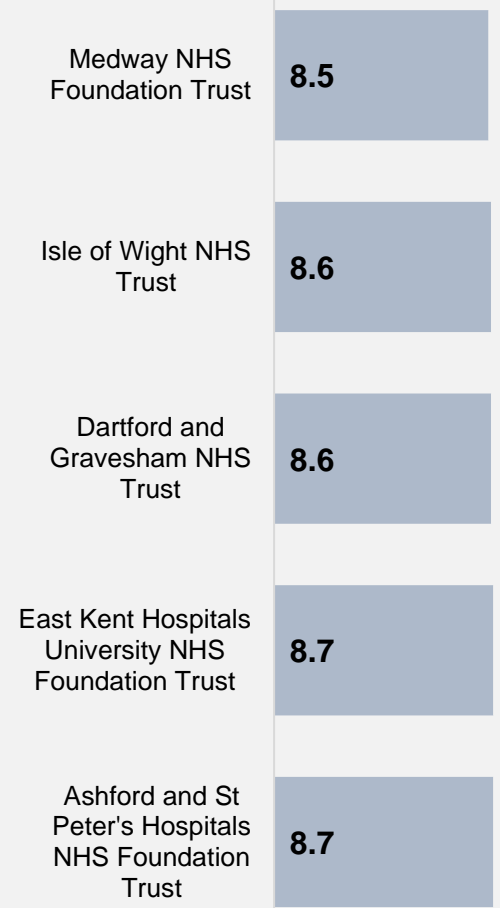 Medway NHS
Foundation Trust
8.5
Isle of Wight NHS
Trust
8.6
Dartford and
Gravesham NHS
Trust
8.6
East Kent Hospitals
University NHS
Foundation Trust
8.7
Ashford and St
Peter's Hospitals
NHS Foundation
Trust
8.7